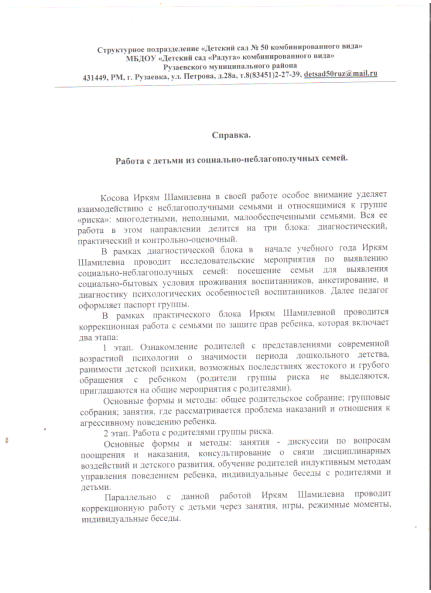 Структурное подразделение «Детский сад № 50 комбинированного вида»
МБДОУ «Детский сад «Радуга» комбинированного вида»
Рузаевского муниципального района
431449, РМ, г. Рузаевка, ул. Петрова, д.28а, т.8(83451)2-27-39, detsad50ruz@mail.ru
Справка.
Работа с детьми из социально-неблагополучных семей.
Косова Иркям Шамилевна в своей работе особое внимание уделяет
взаимодействию с неблагополучными семьями и относящимися к группе
«риска»: многодетными, неполными, малообеспеченными семьями. Вся ее
работа в этом направлении делится на три блока: диагностический,
практический и контрольно-оценочный.
В рамках диагностического блока в начале учебного года Иркям
Шамилевна проводит исследовательские мероприятия по выявлению
социально-неблагополучных семей: посещение семьи для выявления
социально-бытовых условия проживания воспитанников, анкетирование, и
диагностику психологических особенностей воспитанников. Далее педагог
оформляет паспорт группы.
В рамках практического блока Иркям Шамилевной проводится
коррекционная работа с семьями по защите прав ребенка, которая включает
два этапа:
1 этап. Ознакомление родителей с представлениями современной
возрастной психологии о значимости периода дошкольного детства,
ранимости детской психики, возможных последствиях жестокого и грубого
обращения с ребенком (родители группы риска не выделяются,
приглашаются на общие мероприятия с родителями).
Основные формы и методы: общее родительское собрание; групповые
собрания; занятия, где рассматривается проблема наказаний и отношения к
агрессивному поведению ребенка.
2 этап. Работа с родителями группы риска.
Основные формы и методы: занятия - дискуссии по вопросам
поощрения и наказания, консультирование о связи дисциплинарных
воздействий и детского развития, обучение родителей индуктивным методам
управления поведением ребенка, индивидуальные беседы с родителями и
детьми.
Параллельно с данной работой Иркям Шамилевна проводит
коррекционную работу с детьми через занятия, игры, режимные моменты,
индивидуальные беседы.